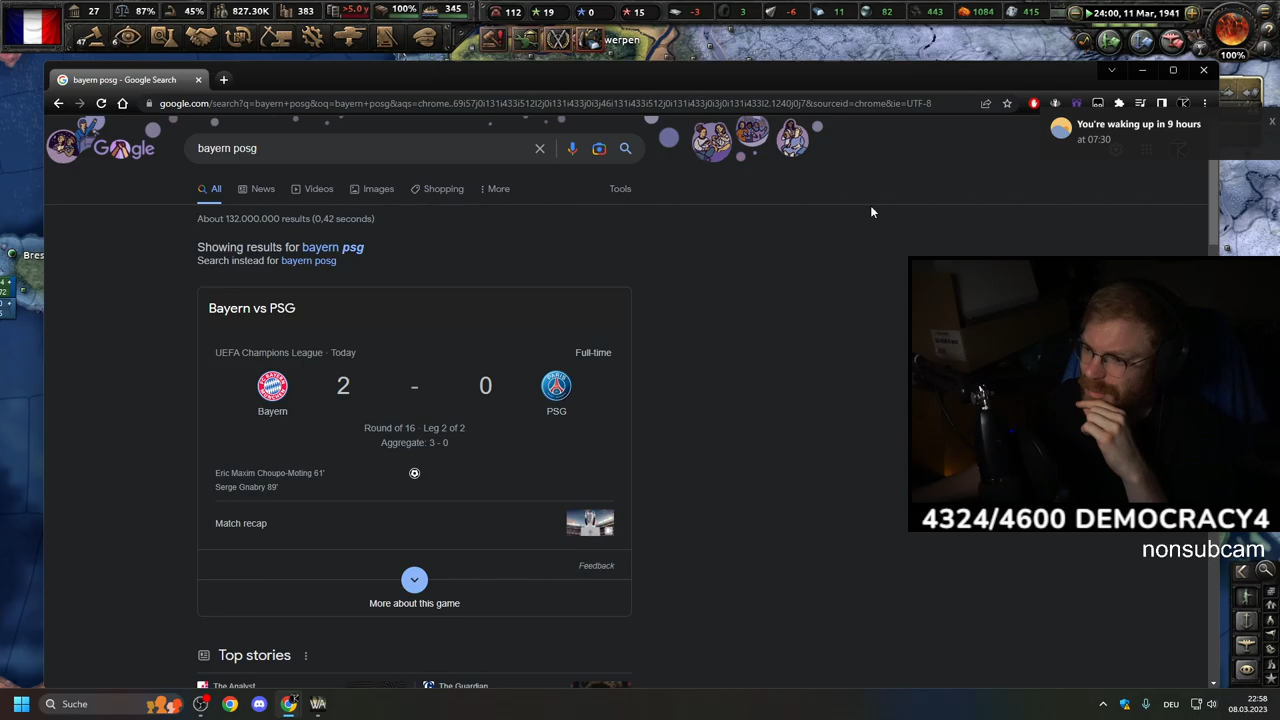 27 87% 45% 827.30K 383 >5.0 y 100% 345 112 19 0 15 -3 3 -6 11 82 443 1084 415 24:00, 11 Mar, 1941
47 6 werpen 100%
bayern posg - Google Search
google.com/search?q=bayern+posg&oq=bayern+posg&aqs=chrome..69i57j0i131i433i512l2j0i131i433j0i3j46i131i433i512j0i131i433j0i3j0i131i433l2.1240j0j7&sourceid=chrome&ie=UTF-8
You're waking up in 9 hours
at 07:30
bayern posg
All News Videos Images Shopping More Tools
About 132.000.000 results (0,42 seconds)
Showing results for bayern psg
Search instead for bayern posg
Bres
Bayern vs PSG
UEFA Champions League · Today Full-time
2 - 0
Bayern PSG
Round of 16 · Leg 2 of 2
Aggregate: 3 - 0
Eric Maxim Choupo-Moting 61'
Serge Gnabry 89'
Match recap
Feedback
More about this game
Top stories
The Analyst The Guardian
4324/4600 DEMOCRACY4
nonsubcam
Suche DEU 22:58
08.03.2023